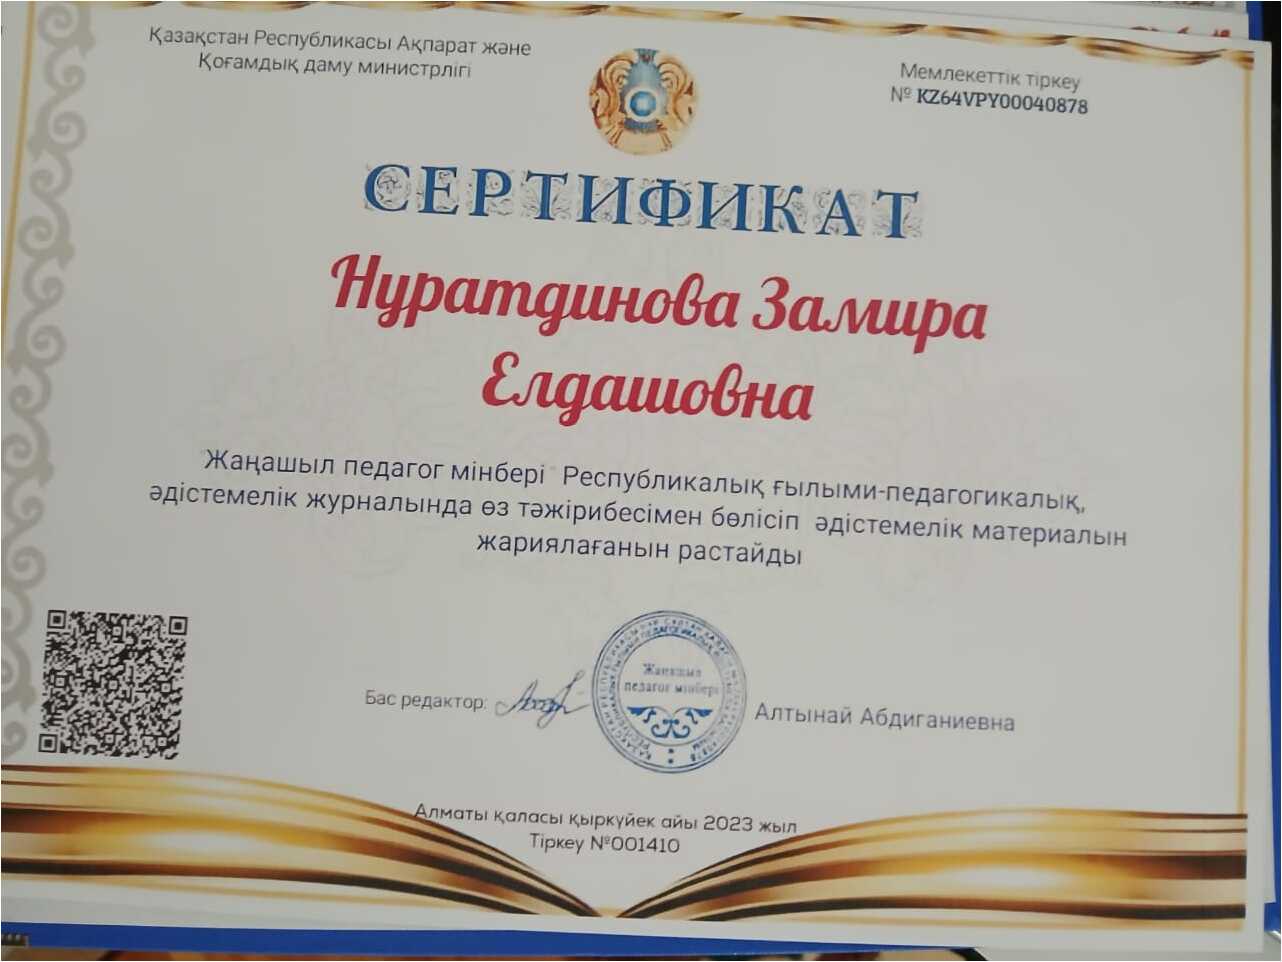 Қазақстан Республикасы Ақпарат және
Қоғамдық даму министрлігі
Мемлекеттік тіркеу
№ KZ64VPY00040878
СЕРТИФИКАТ
Нуратдинова Замира
Елдашовна
Жаңашыл педагог мінбері Республикалық ғылыми-педагогикалық,
әдістемелік журналында өз тәжірибесімен бөлісіп әдістемелік материалын
жариялағанын растайды
Бас редактор:
Жаңашыл
педагог мінбері
Алтынай Абдиганиевна
Алматы қаласы қыркүйек айы 2023 жыл
Тіркеу №001410